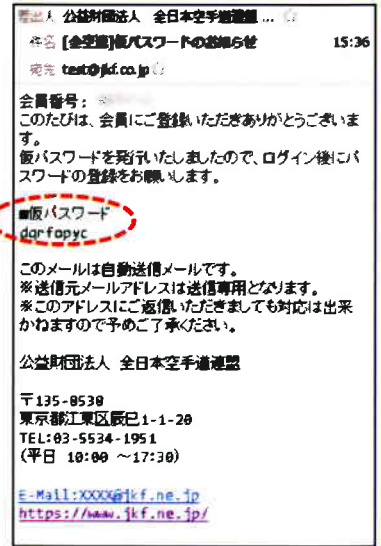 差出人 公益財団法人 全日本空手道連盟 ...
件名 [全空連]仮パスワードのお知らせ 15:36
宛先 test@jkf.co.jp
会員番号:
このたびは、会員にご登録いただきありがとうございま
す。
仮パスワードを発行いたしましたので、ログイン後にパ
スワードの登録をお願いします。
■仮パスワード
dqrfopyc
このメールは自動送信メールです。
※送信元メールアドレスは送信専用となります。
※このアドレスにご返信いただきましても対応は出来
かねますので予めご了承ください。
公益財団法人 全日本空手道連盟
〒135-8538
東京都江東区辰巳1-1-20
TEL:03-5534-1951
(平日 10:00 ～17:30)
E-Mail:XXXX@jkf.ne.jp
https://www.jkf.ne.jp/